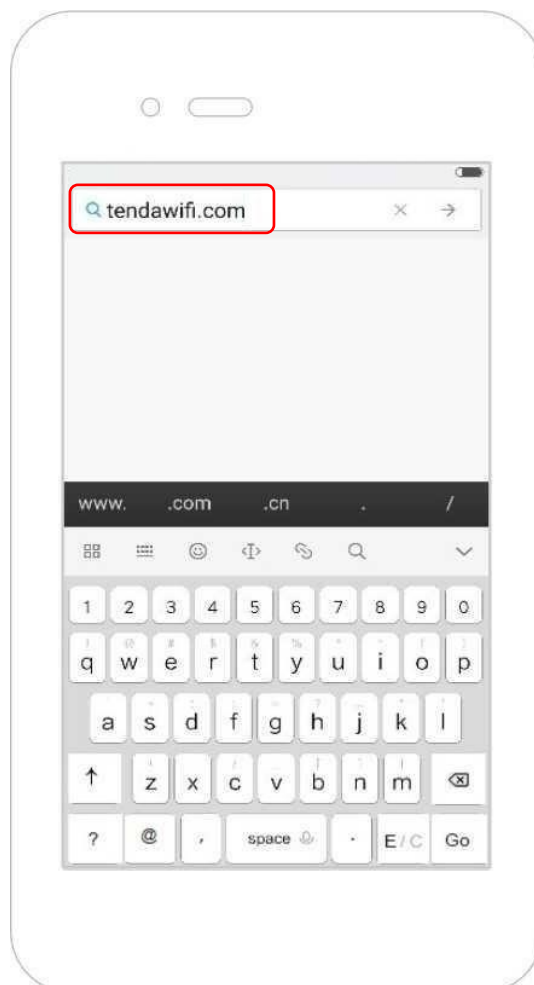 tendawifi.com
www. .com .cn . /
1 2 3 4 5 6 7 8 9 0
q w e r t y u i o p
a s d f g h j k l
z x c v b n m
? @ , space . E/C Go